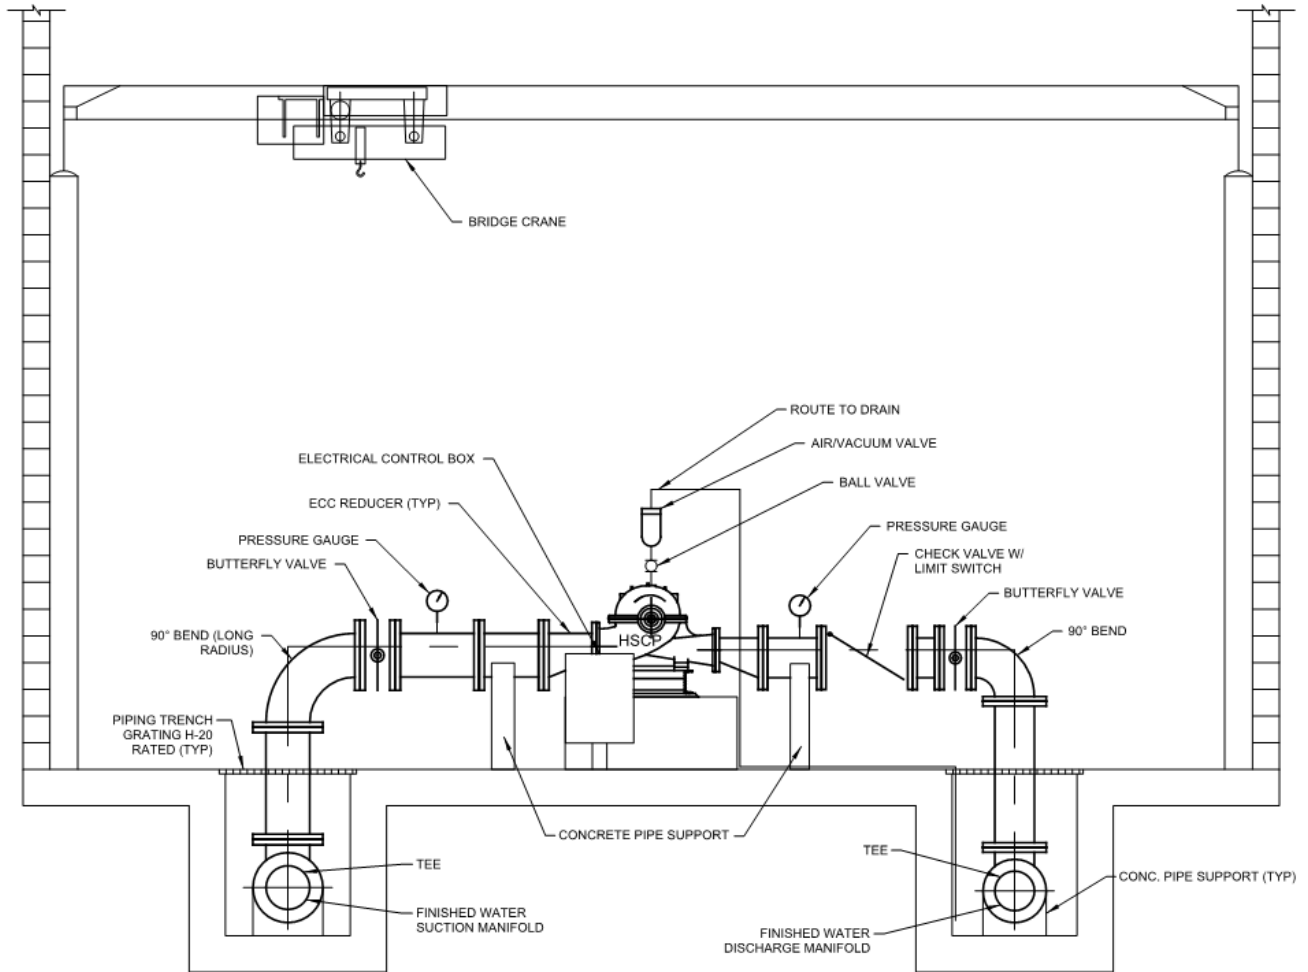 BRIDGE CRANE
ROUTE TO DRAIN
AIR/VACUUM VALVE
ELECTRICAL CONTROL BOX
BALL VALVE
ECC REDUCER (TYP)
PRESSURE GAUGE
PRESSURE GAUGE
CHECK VALVE W/
LIMIT SWITCH
BUTTERFLY VALVE
BUTTERFLY VALVE
90° BEND (LONG
RADIUS)
HSCP
90° BEND
PIPING TRENCH
GRATING H-20
RATED (TYP)
CONCRETE PIPE SUPPORT
TEE
TEE
CONC. PIPE SUPPORT (TYP)
FINISHED WATER
SUCTION MANIFOLD
FINISHED WATER
DISCHARGE MANIFOLD